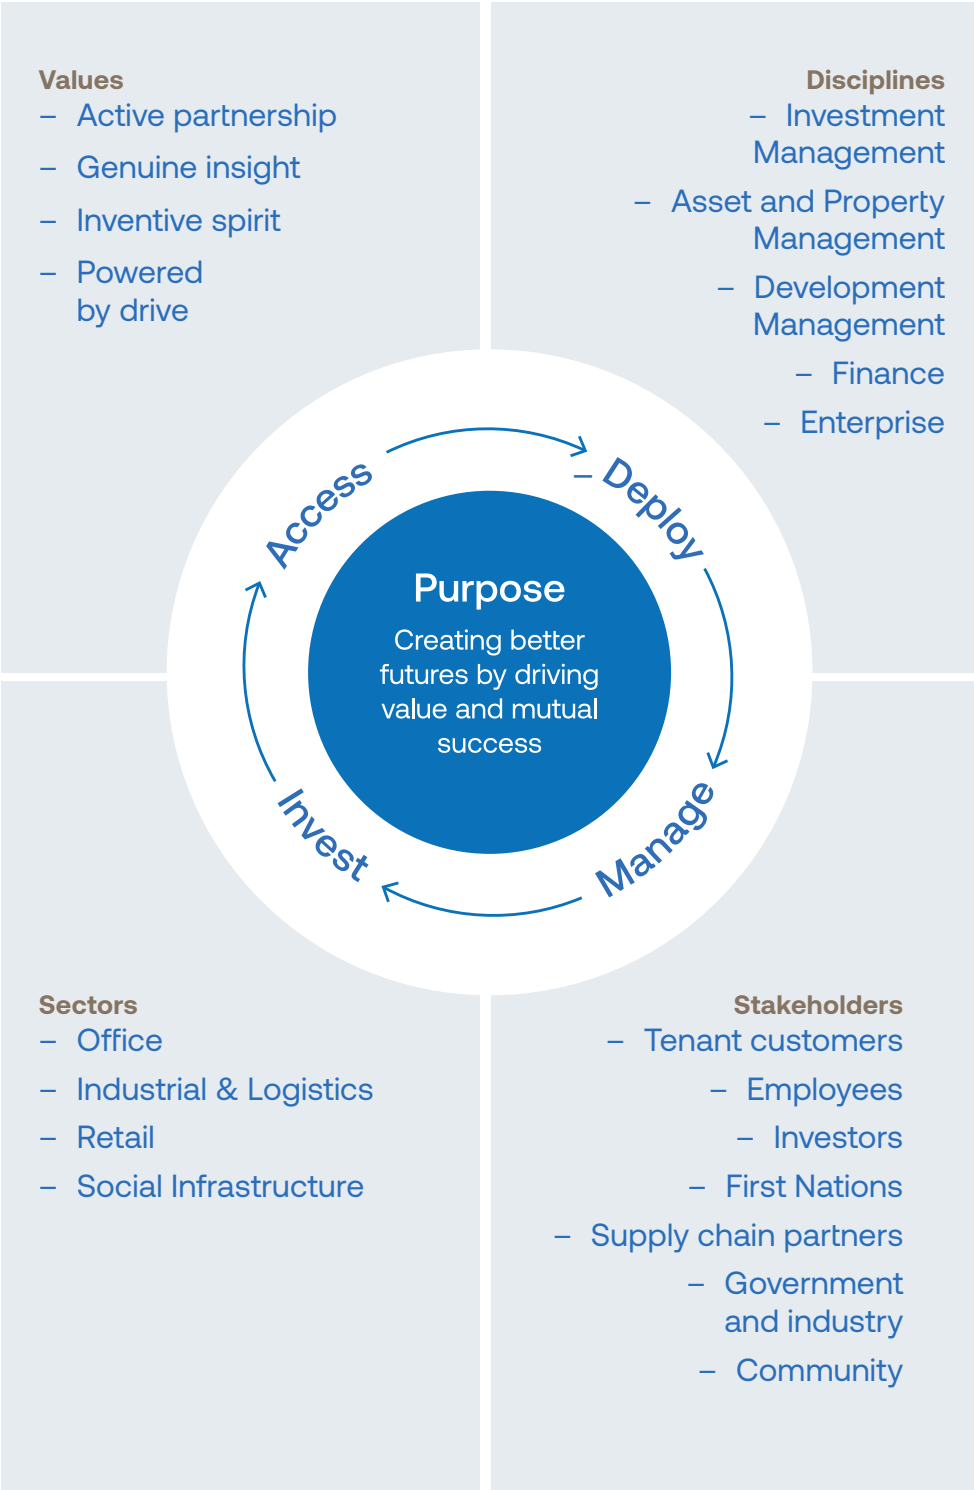 Values
– Active partnership
– Genuine insight
– Inventive spirit
– Powered
by drive
Disciplines
– Investment
Management
– Asset and Property
Management
– Development
Management
– Finance
– Enterprise
Access
– Deploy
Manage
Invest
Purpose
Creating better
futures by driving
value and mutual
success
Sectors
– Office
– Industrial & Logistics
– Retail
– Social Infrastructure
Stakeholders
– Tenant customers
– Employees
– Investors
– First Nations
– Supply chain partners
– Government
and industry
– Community